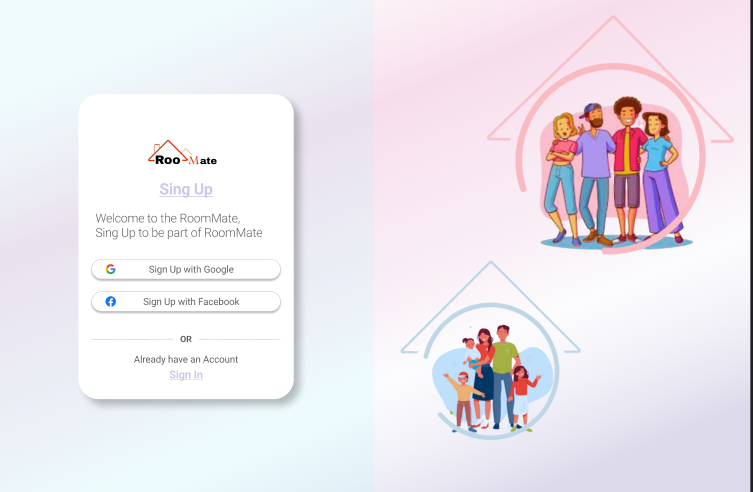 RooMate
Sing Up
Welcome to the RoomMate,
Sing Up to be part of RoomMate
Sign Up with Google
Sign Up with Facebook
OR
Already have an Account
Sign In